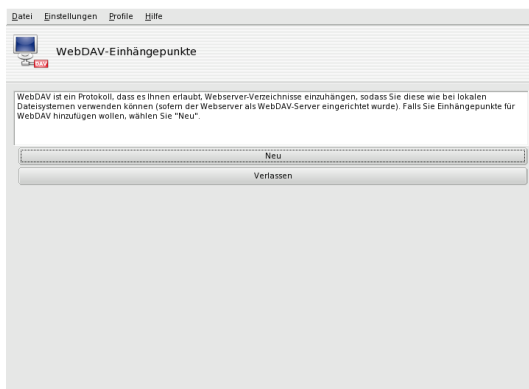 Datei Einstellungen Profile Hilfe
WebDAV-Einhängepunkte
DAV
WebDAV ist ein Protokoll, dass es Ihnen erlaubt, Webserver-Verzeichnisse einzuhängen, sodass Sie diese wie bei lokalen
Dateisystemen verwenden können (sofern der Webserver als WebDAV-Server eingerichtet wurde). Falls Sie Einhängepunkte für
WebDAV hinzufügen wollen, wählen Sie "Neu".
Neu
Verlassen